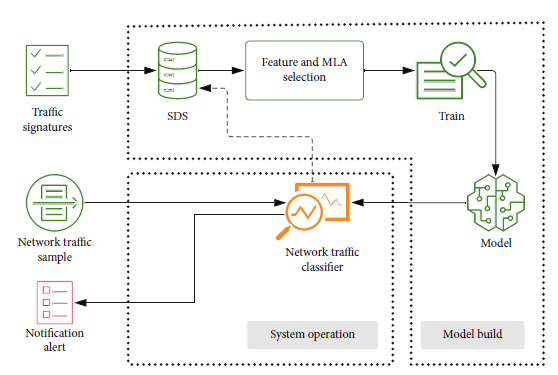 Feature and MLA
selection
Traffic
signatures
SDS
Train
Network traffic
sample
Network traffic
classifier
Model
Notification
alert
System operation
Model build